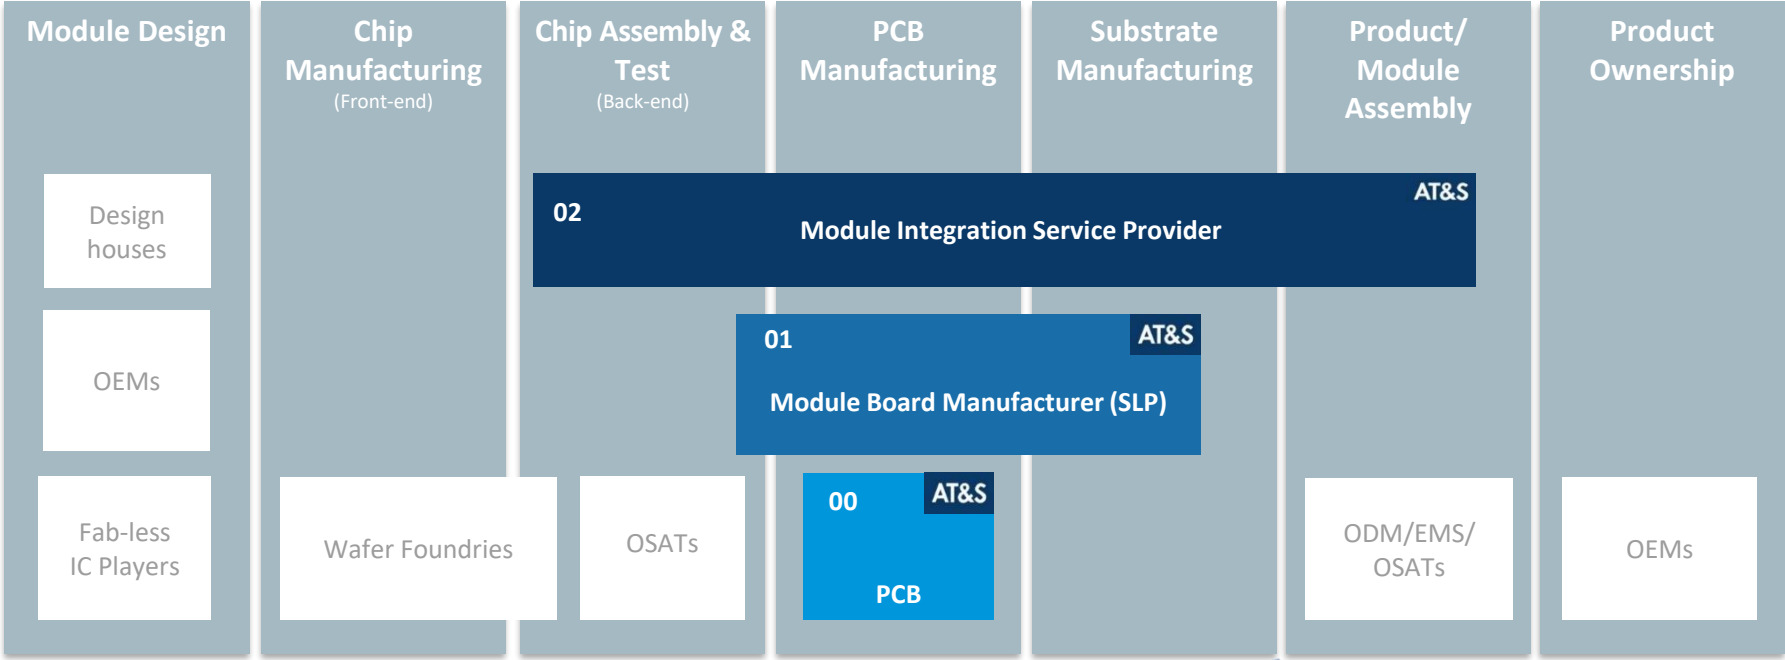 Module Design
Chip
Manufacturing
(Front-end)
Chip Assembly &
Test
(Back-end)
PCB
Manufacturing
Substrate
Manufacturing
Product/
Module
Assembly
Product
Ownership
Design
houses
02
Module Integration Service Provider
AT&S
OEMs
01
AT&S
Module Board Manufacturer (SLP)
Fab-less
IC Players
Wafer Foundries
OSATs
00
AT&S
PCB
ODM/EMS/
OSATs
OEMs